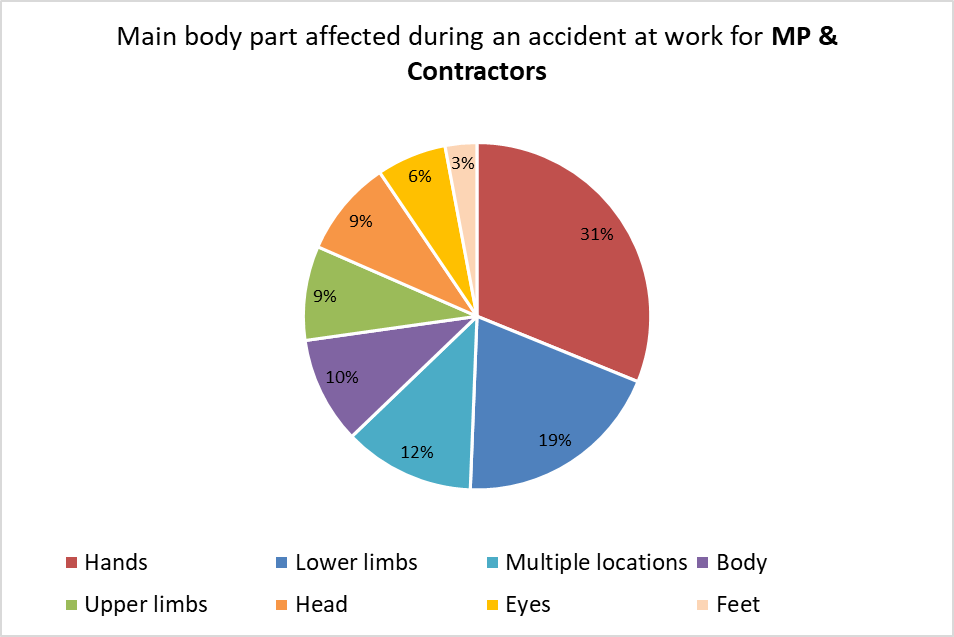 Main body part affected during an accident at work for MP &
Contractors
3%
6%
31%
9%
9%
10%
19%
12%
Hands Lower limbs Multiple locations Body
Upper limbs Head Eyes Feet